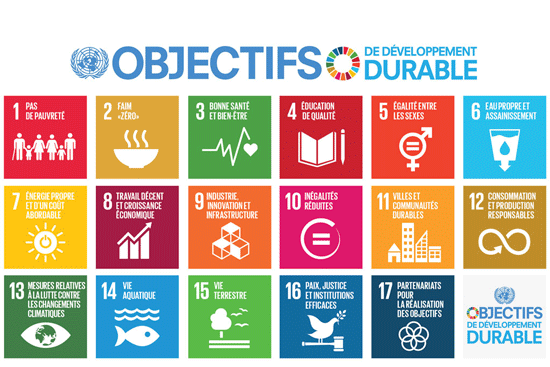 OBJECTIFS
DE DÉVELOPPEMENT
DURABLE
1 PAS
DE PAUVRETÉ
2 FAIM
«ZÉRO»
3 BONNE SANTÉ
ET BIEN-ÊTRE
4 ÉDUCATION
DE QUALITÉ
5 ÉGALITÉ ENTRE
LES SEXES
6 EAU PROPRE ET
ASSAINISSEMENT
7 ÉNERGIE PROPRE
ET D'UN COÛT
ABORDABLE
8 TRAVAIL DÉCENT
ET CROISSANCE
ÉCONOMIQUE
9 INDUSTRIE,
INNOVATION ET
INFRASTRUCTURE
10 INÉGALITÉS
RÉDUITES
11 VILLES ET
COMMUNAUTÉS
DURABLES
12 CONSOMMATION
ET PRODUCTION
RESPONSABLES
13 MESURES RELATIVES
À LA LUTTE CONTRE
LES CHANGEMENTS
CLIMATIQUES
14 VIE
AQUATIQUE
15 VIE
TERRESTRE
16 PAIX, JUSTICE
ET INSTITUTIONS
EFFICACES
17 PARTENARIATS
POUR
LA RÉALISATION
DES OBJECTIFS
OBJECTIFS
DE DÉVELOPPEMENT
DURABLE